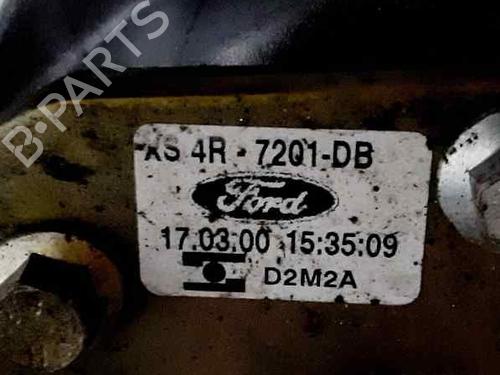 B-PARTS
XS 4R - 7201-DB
Ford
17.03.00 15:35:09
D2M2A